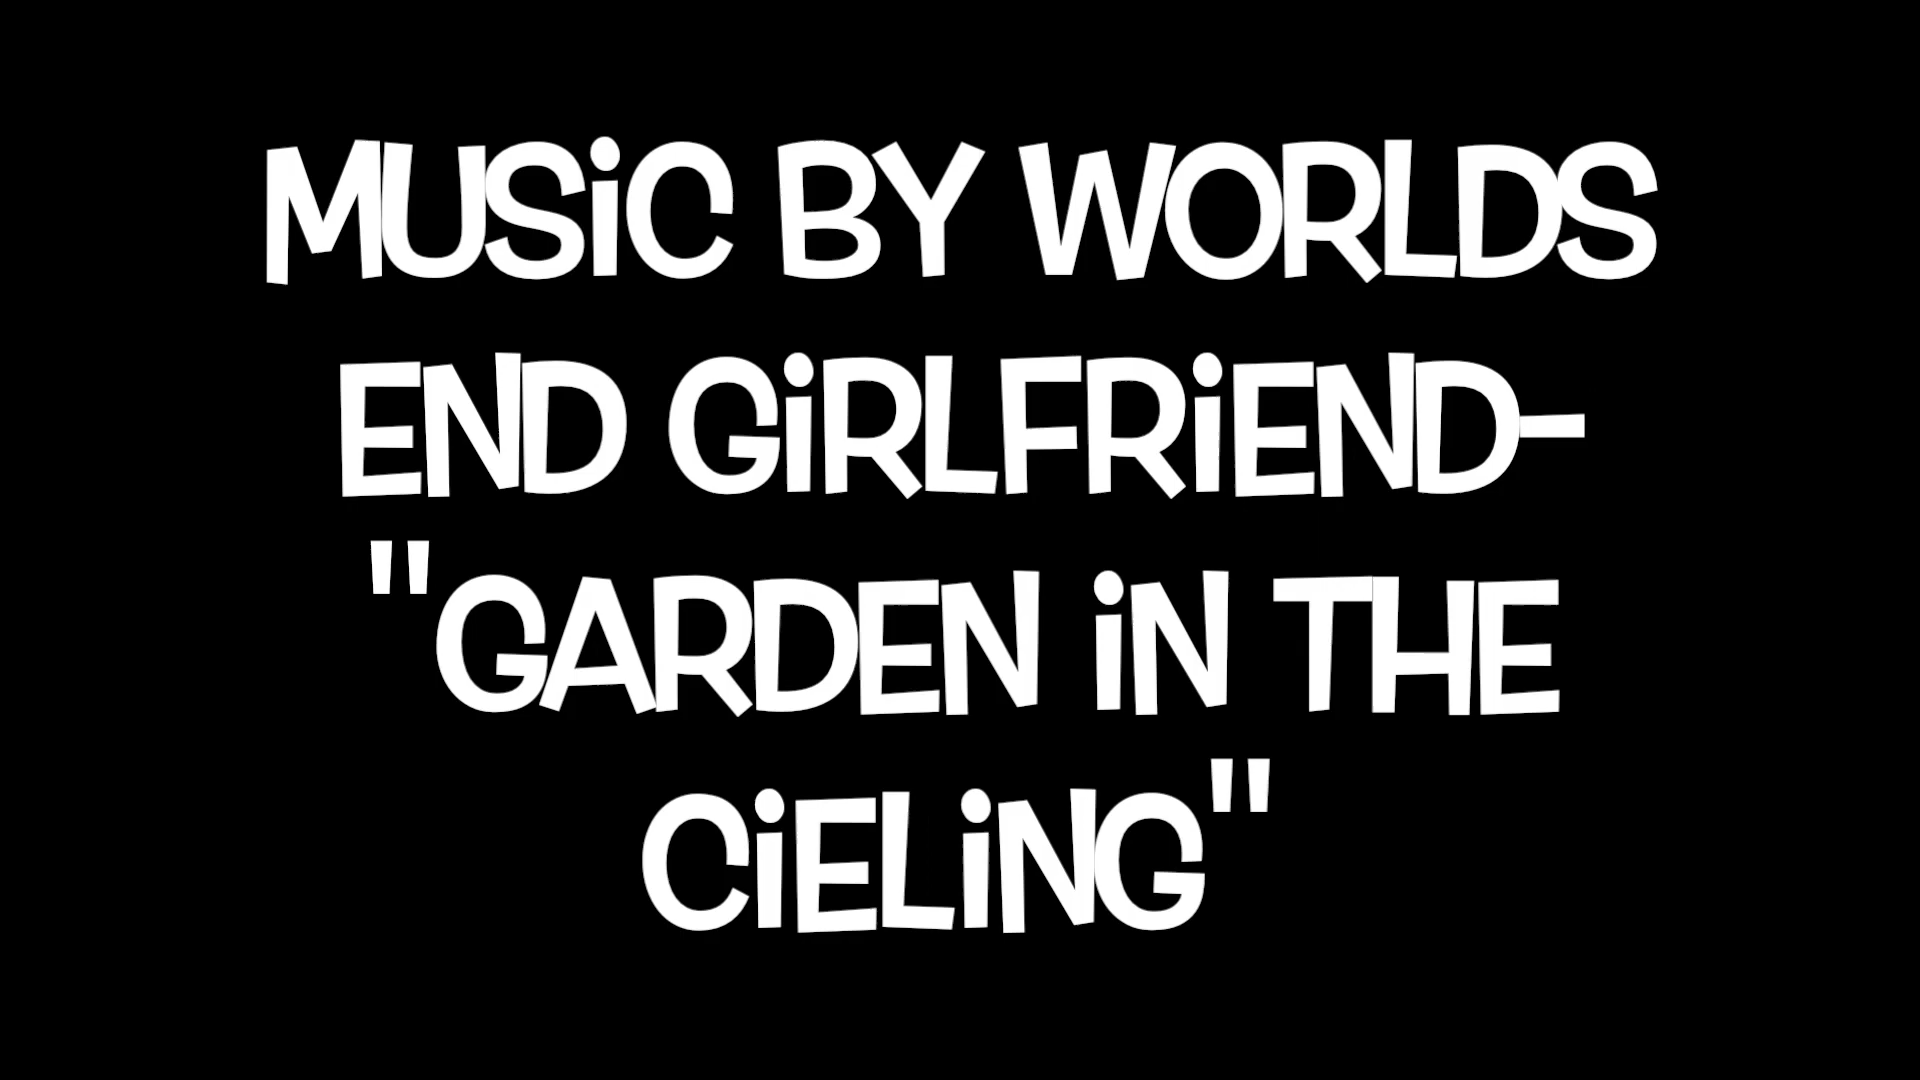 MUSiC BY WORLDS
END GiRLFRiEND-
"GARDEN iN THE
CiELiNG"